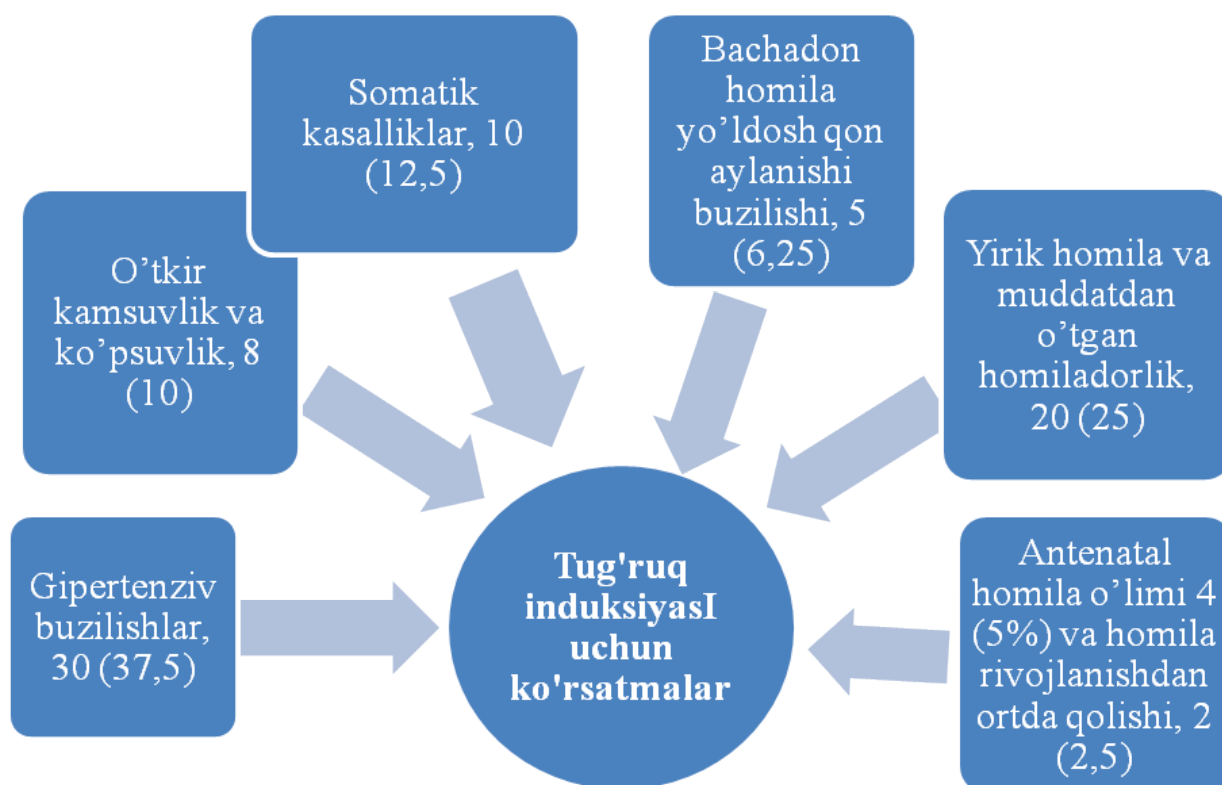 Somatik
kasalliklar, 10
(12,5)
Bachadon
homila
yo’ldosh qon
aylanishi
buzilishi, 5
(6,25)
O’tkir
kamsuvlik va
ko’psuvlik, 8
(10)
Yirik homila va
muddatdan
o’tgan
homiladorlik,
20 (25)
Gipertenziv
buzilishlar,
30 (37,5)
Tug'ruq
induksiyasI
uchun
ko'rsatmalar
Antenatal
homila o’limi 4
(5%) va homila
rivojlanishdan
ortda qolishi, 2
(2,5)